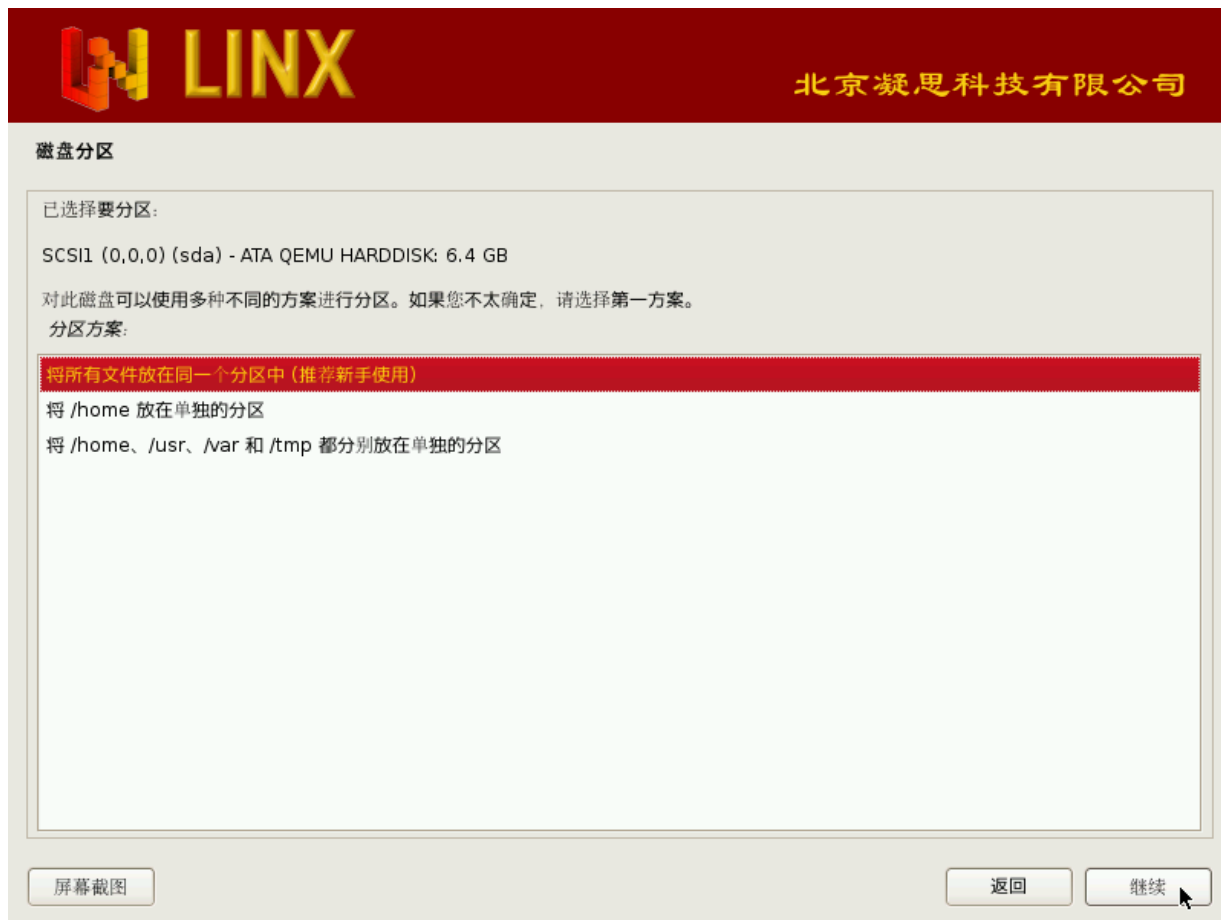 LINX
北京凝思科技有限公司
磁盘分区
已选择要分区:
SCSI1 (0,0,0) (sda) - ATA QEMU HARDDISK: 6.4 GB
对此磁盘可以使用多种不同的方案进行分区。如果您不太确定, 请选择第一方案。
分区方案:
将所有文件放在同一个分区中 (推荐新手使用)
将 /home 放在单独的分区
将 /home、/usr、/var 和 /tmp 都分别放在单独的分区
屏幕截图
返回
继续